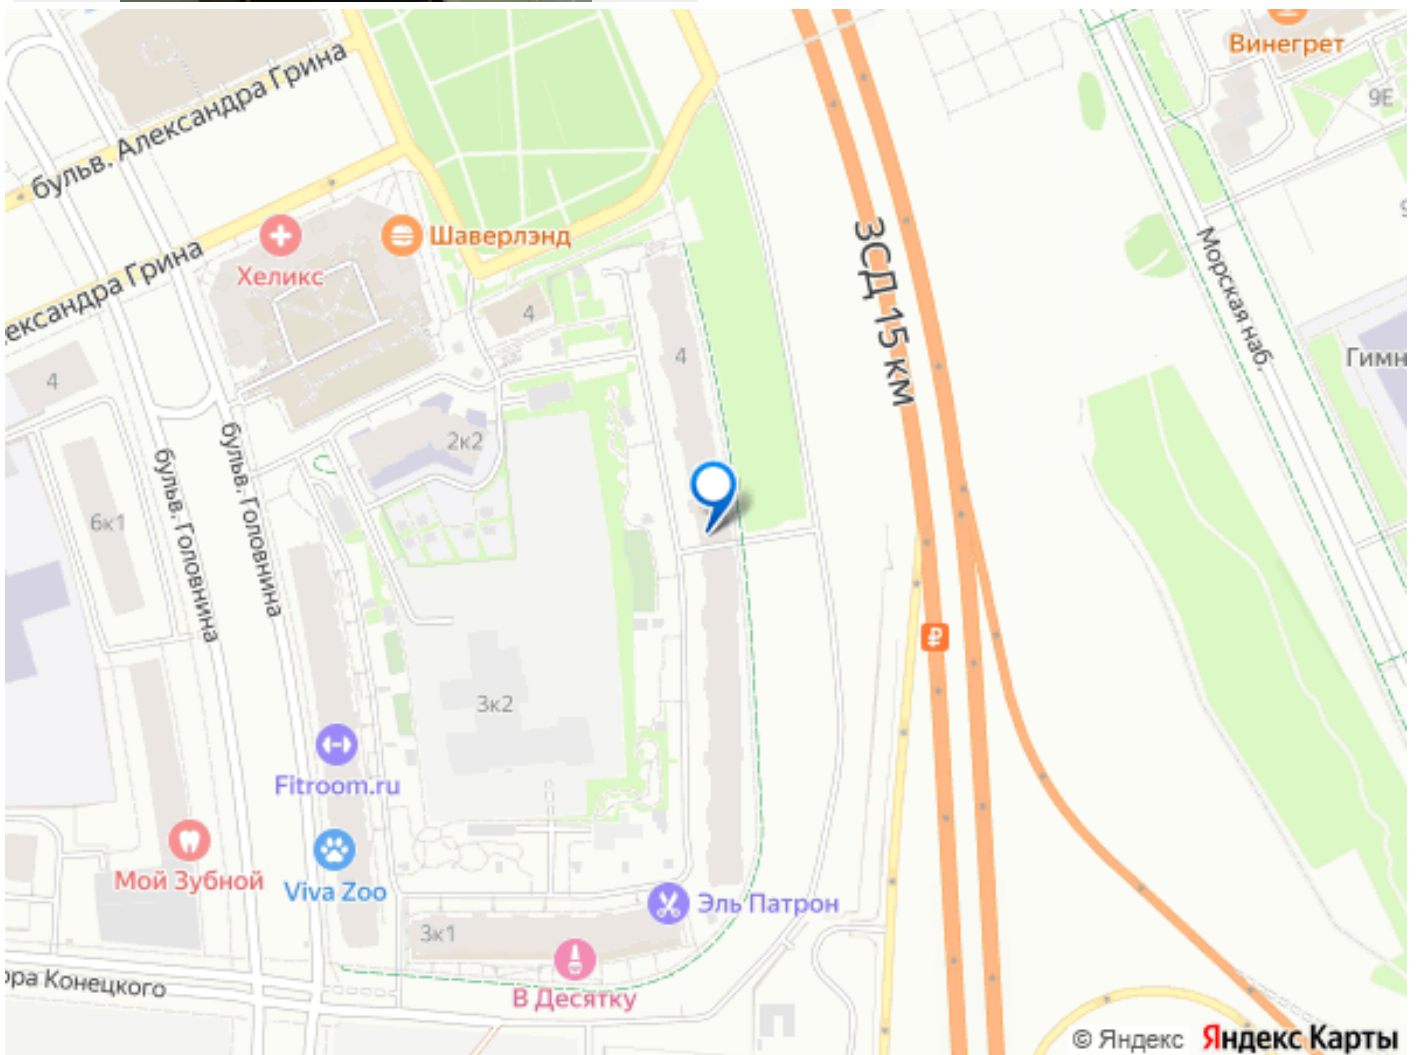 Винегрет
9Е
бульв. Александра Грина
Шаверлэнд
Хеликс
ександра Грина
ЗСД 15 км
Морская наб.
Гимн
4
4
4
2к2
6к1
бульв. Головнина
бульв. Головнина
₽
3к2
Fitroom.ru
Мой Зубной
Viva Zoo
Эль Патрон
3к1
В Десятку
ора Конецкого
© Яндекс Яндекс Карты